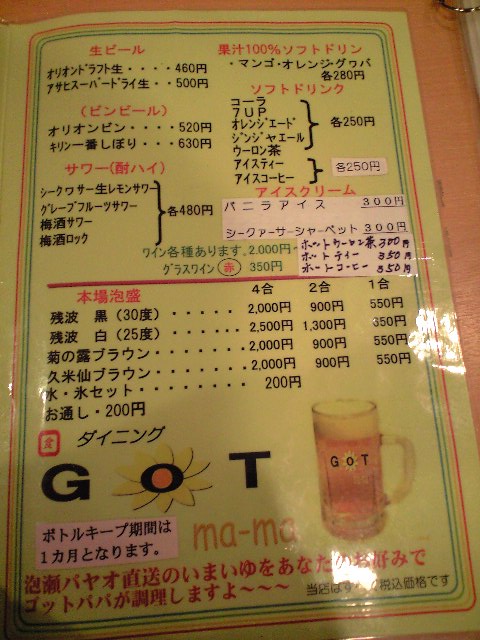 生ビール
オリオンドラフト生・・・・460円
アサヒスーパードライ生・・500円
(ビンビール)
オリオンビン・・・・・520円
キリン一番しぼり・・・630円
サワー(酎ハイ)
シークヮサー生レモンサワー
グレープフルーツサワー
梅酒サワー
梅酒ロック
各480円
果汁100%ソフトドリン
・マンゴ・オレンジ・グァバ
各280円
ソフトドリンク
コーラ
7UP
オレンジエード
ジンジャエール
ウーロン茶
各250円
アイスティー
アイスコーヒー
各250円
アイスクリーム
バニラアイス 300円
シークァーサーシャーベット 300円
ホットウーロン茶 300円
ホットティー 350円
ホットコーヒー 350円
ワイン各種あります。2,000円
グラスワイン 赤 350円
本場泡盛 4合 2合 1合
残波 黒(30度)・・・・・・2,000円 900円 550円
残波 白(25度)・・・・・・2,500円 1,300円 350円
菊の露ブラウン・・・・・・・2,000円 900円 550円
久米仙ブラウン・・・・・・・2,000円 900円 550円
水・氷セット・・・・・・・・200円
お通し・200円
食 ダイニング
GOT
GOT
ma-ma
ボトルキープ期間は
1カ月となります。
泡瀬パヤオ直送のいまいゆをあなたのお好みで
ゴットパパが調理しますよ～～～
当店はすべて税込価格です